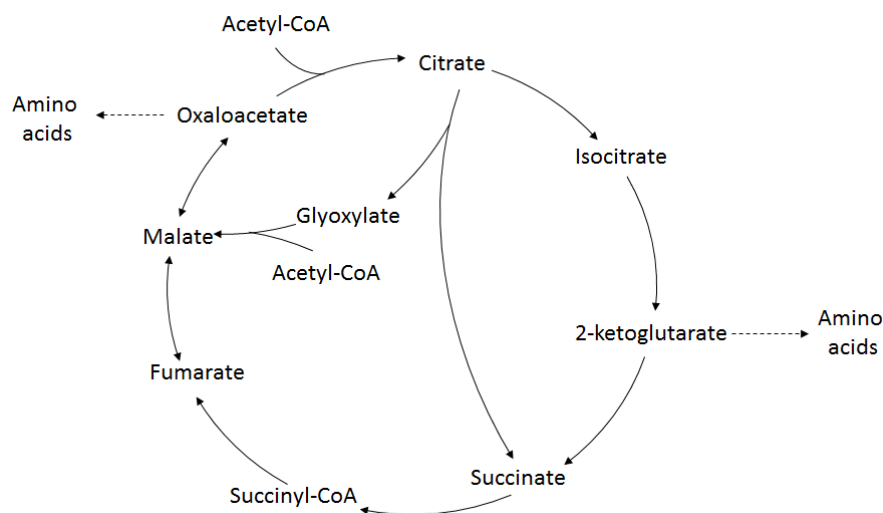 Acetyl-CoA
Citrate
Amino
acids
Oxaloacetate
Isocitrate
Glyoxylate
Malate
Acetyl-CoA
2-ketoglutarate
Amino
acids
Fumarate
Succinate
Succinyl-CoA